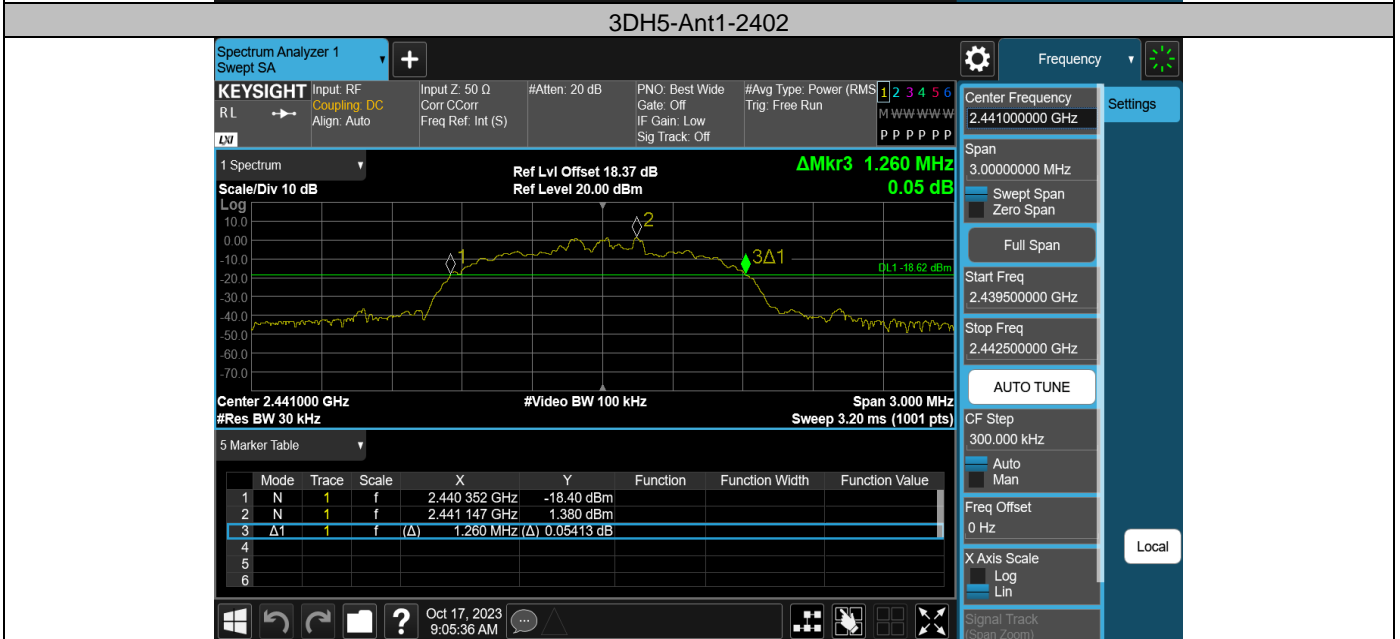 3DH5-Ant1-2402
Spectrum Analyzer 1
Swept SA
Frequency
KEYSIGHT
RL
LXI
Input: RF
Coupling: DC
Align: Auto
Input Z: 50 Ω
Corr CCorr
Freq Ref: Int (S)
#Atten: 20 dB
PNO: Best Wide
Gate: Off
IF Gain: Low
Sig Track: Off
#Avg Type: Power (RMS
Trig: Free Run
1 2 3 4 5 6
M W W W W W
P P P P P P
1 Spectrum
Scale/Div 10 dB
Ref Lvl Offset 18.37 dB
Ref Level 20.00 dBm
ΔMkr3 1.260 MHz
0.05 dB
Log
10.0
0.00
-10.0
-20.0
-30.0
-40.0
-50.0
-60.0
-70.0
1
2
3Δ1
DL1 -18.62 dBm
Center 2.441000 GHz
#Video BW 100 kHz
Span 3.000 MHz
#Res BW 30 kHz
Sweep 3.20 ms (1001 pts)
5 Marker Table
Mode Trace Scale X Y Function Function Width Function Value
1 N 1 f 2.440 352 GHz -18.40 dBm
2 N 1 f 2.441 147 GHz 1.380 dBm
3 Δ1 1 f (Δ) 1.260 MHz (Δ) 0.05413 dB
4
5
6
Oct 17, 2023
9:05:36 AM
Center Frequency
2.441000000 GHz
Settings
Span
3.00000000 MHz
Swept Span
Zero Span
Full Span
Start Freq
2.439500000 GHz
Stop Freq
2.442500000 GHz
AUTO TUNE
CF Step
300.000 kHz
Auto
Man
Freq Offset
0 Hz
X Axis Scale
Log
Lin
Local
Signal Track
(Span Zoom)